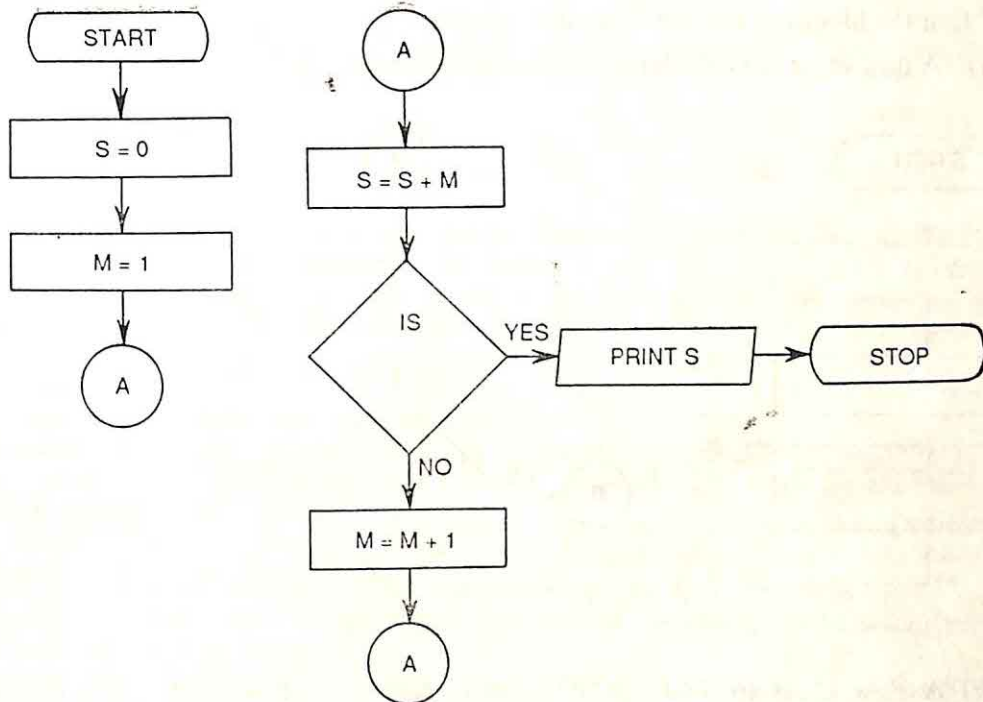 START
S = 0
M = 1
A
A
S = S + M
IS
YES
PRINT S
STOP
NO
M = M + 1
A